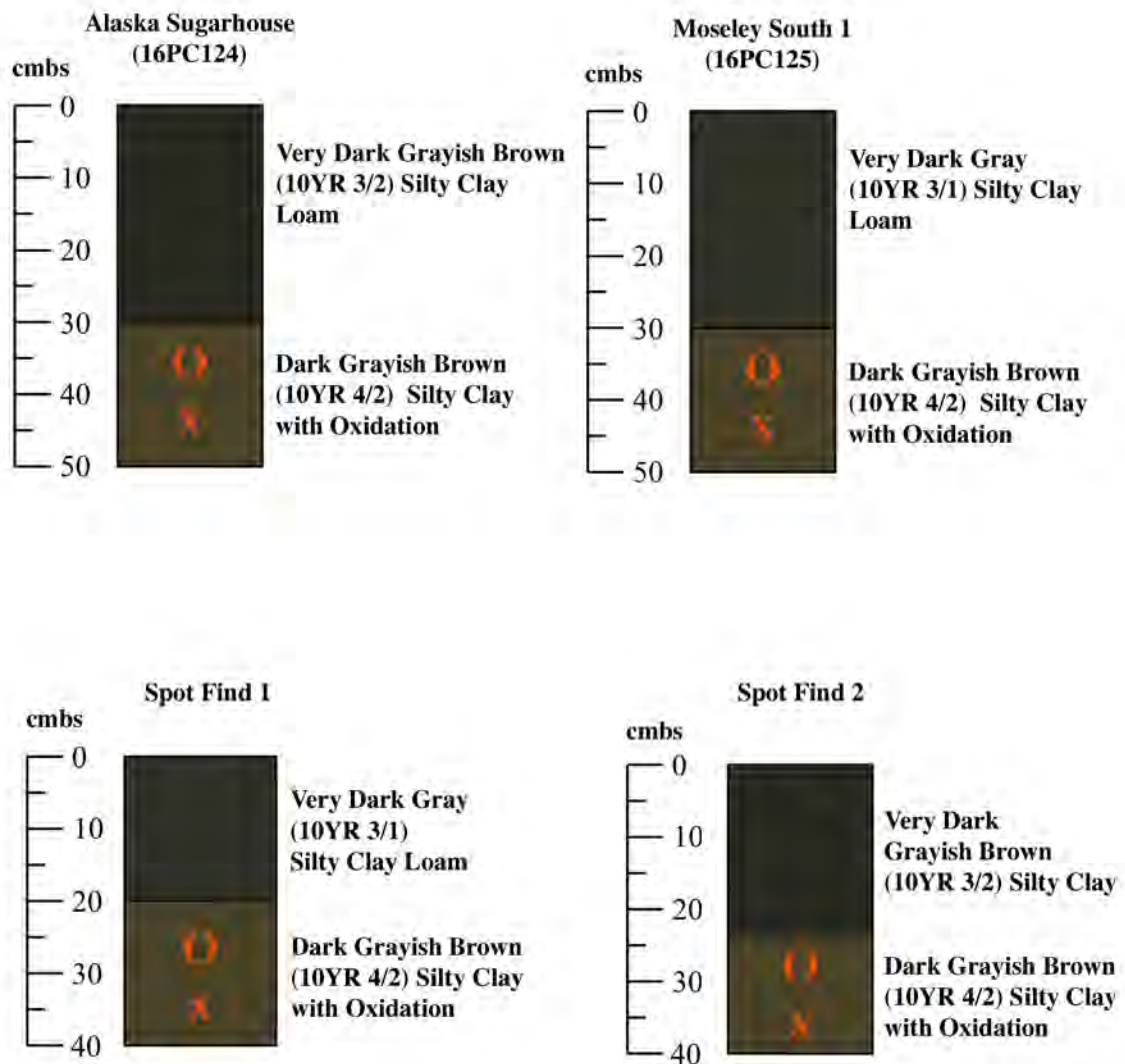 Alaska Sugarhouse
(16PC124)
cmbs
0
10
20
30
40
50
Very Dark Grayish Brown
(10YR 3/2) Silty Clay
Loam
O
x
Dark Grayish Brown
(10YR 4/2) Silty Clay
with Oxidation
Moseley South 1
(16PC125)
cmbs
0
10
20
30
40
50
Very Dark Gray
(10YR 3/1) Silty Clay
Loam
O
x
Dark Grayish Brown
(10YR 4/2) Silty Clay
with Oxidation
Spot Find 1
cmbs
0
10
20
30
40
Very Dark Gray
(10YR 3/1)
Silty Clay Loam
O
x
Dark Grayish Brown
(10YR 4/2) Silty Clay
with Oxidation
Spot Find 2
cmbs
0
10
20
30
40
Very Dark
Grayish Brown
(10YR 3/2) Silty Clay
O
x
Dark Grayish Brown
(10YR 4/2) Silty Clay
with Oxidation